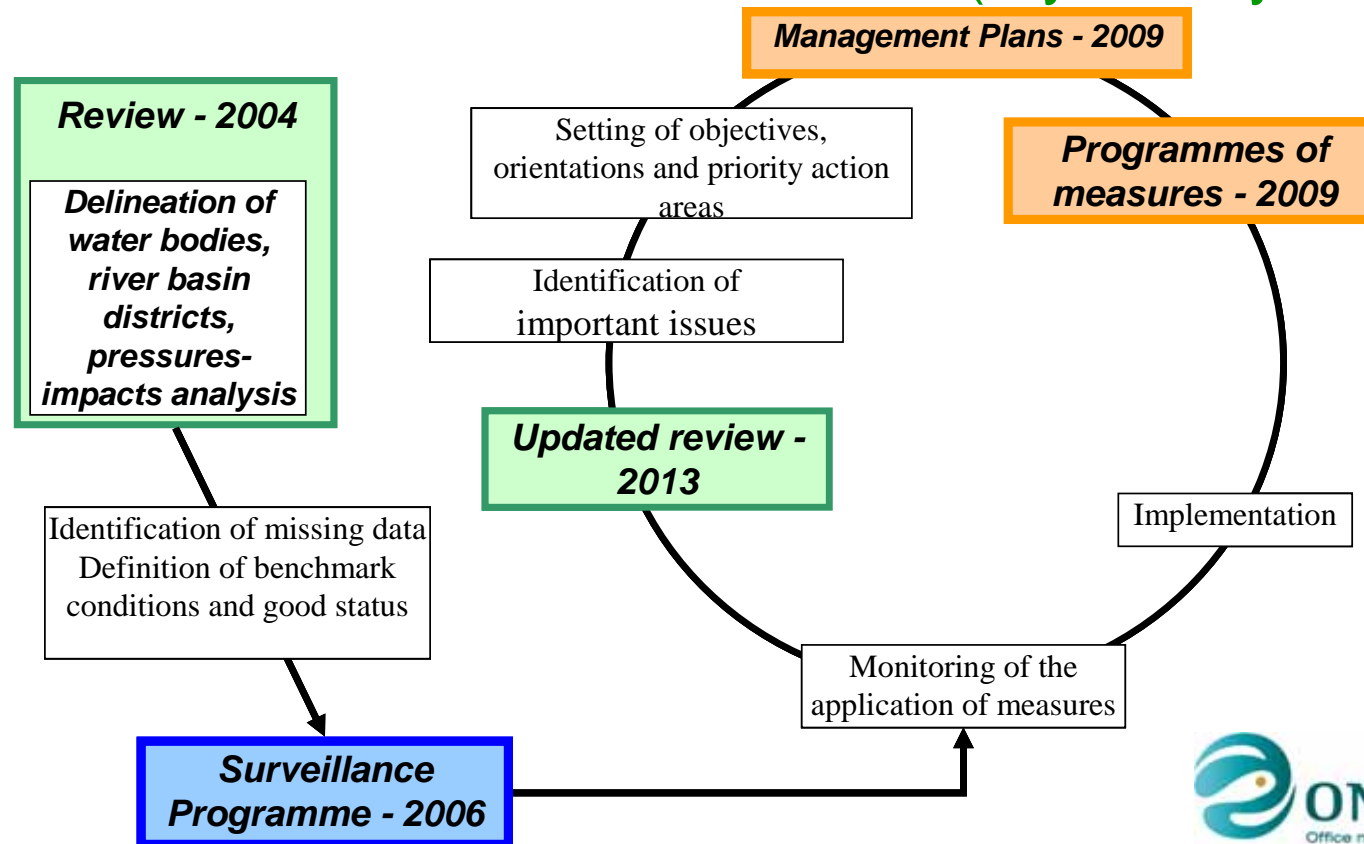 Management Plans - 2009
Review - 2004
Delineation of
water bodies,
river basin
districts,
pressures-
impacts analysis
Setting of objectives,
orientations and priority action
areas
Programmes of
measures - 2009
Identification of
important issues
Updated review -
2013
Identification of missing data
Definition of benchmark
conditions and good status
Implementation
Monitoring of the
application of measures
Surveillance
Programme - 2006
Office